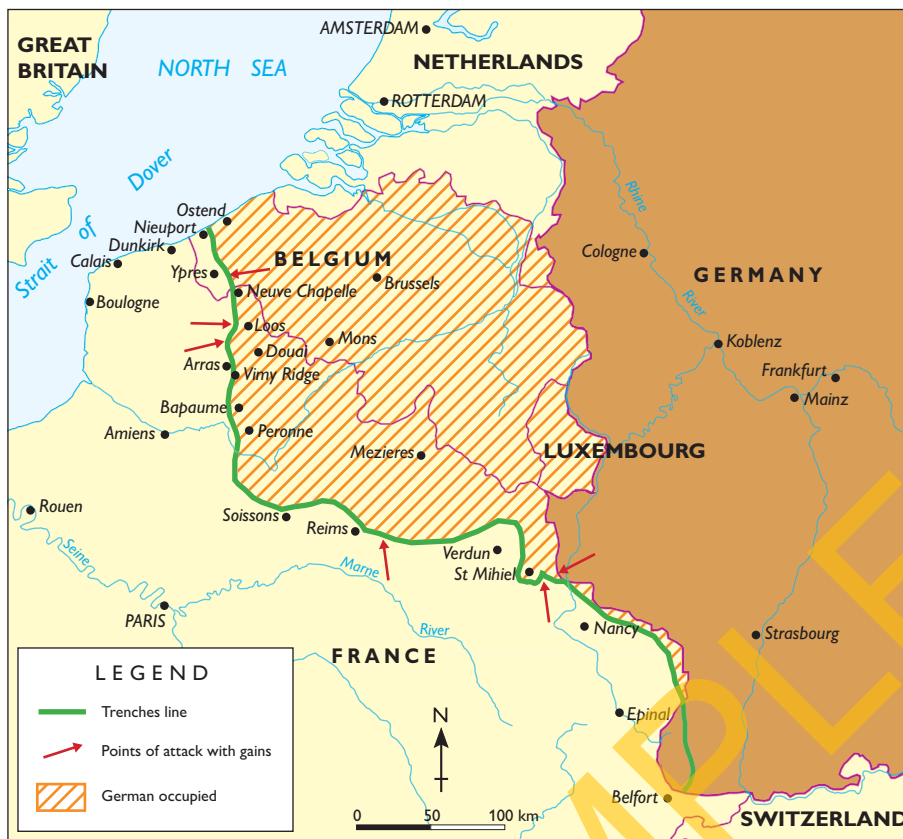 AMSTERDAM
GREAT
BRITAIN
NORTH SEA
NETHERLANDS
ROTTERDAM
Strait of Dover
Rhine
River
Ostend
Nieuport
Dunkirk
Calais
BELGIUM
Cologne
Ypres
Brussels
GERMANY
Neuve Chapelle
Boulogne
Loos
Mons
Koblenz
Douai
Arras
Vimy Ridge
Frankfurt
Mainz
Bapaume
Amiens
Peronne
Mezieres
LUXEMBOURG
Rouen
Soissons
Reims
Seine
Verdun
Marne
River
St Mihiel
PARIS
Nancy
Strasbourg
FRANCE
LEGEND
Trenches line
Points of attack with gains
German occupied
N
Epinal
Belfort
0 50 100 km
SWITZERLAND
MPLE